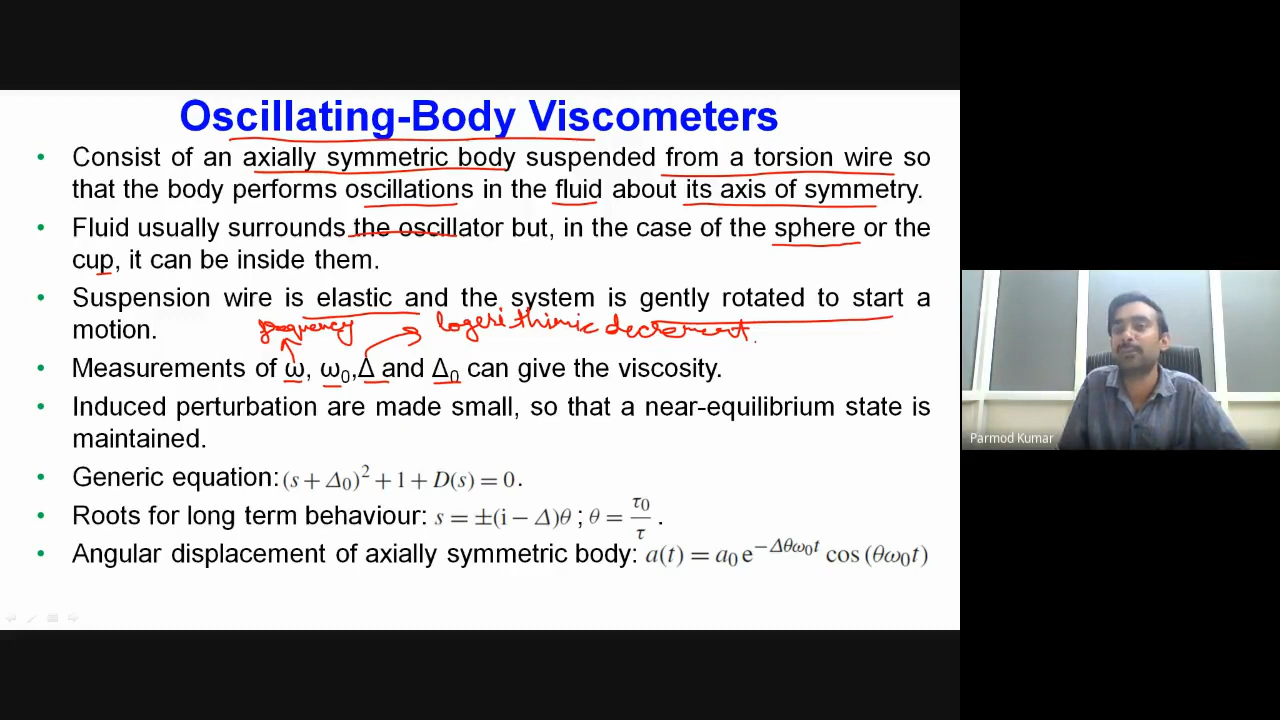 Oscillating-Body Viscometers
• Consist of an axially symmetric body suspended from a torsion wire so
that the body performs oscillations in the fluid about its axis of symmetry.
• Fluid usually surrounds the oscillator but, in the case of the sphere or the
cup, it can be inside them.
• Suspension wire is elastic and the system is gently rotated to start a
motion.
frequency logerithimic decrement.
• Measurements of ω, ω₀,Δ and Δ₀ can give the viscosity.
• Induced perturbation are made small, so that a near-equilibrium state is
maintained.
• Generic equation: (s + Δ₀)² + 1 + D(s) = 0.
• Roots for long term behaviour: s = ±(i − Δ)θ ; θ = τ₀/τ .
• Angular displacement of axially symmetric body: a(t) = a₀ e^{−Δθω₀t} cos (θω₀t)
Parmod Kumar